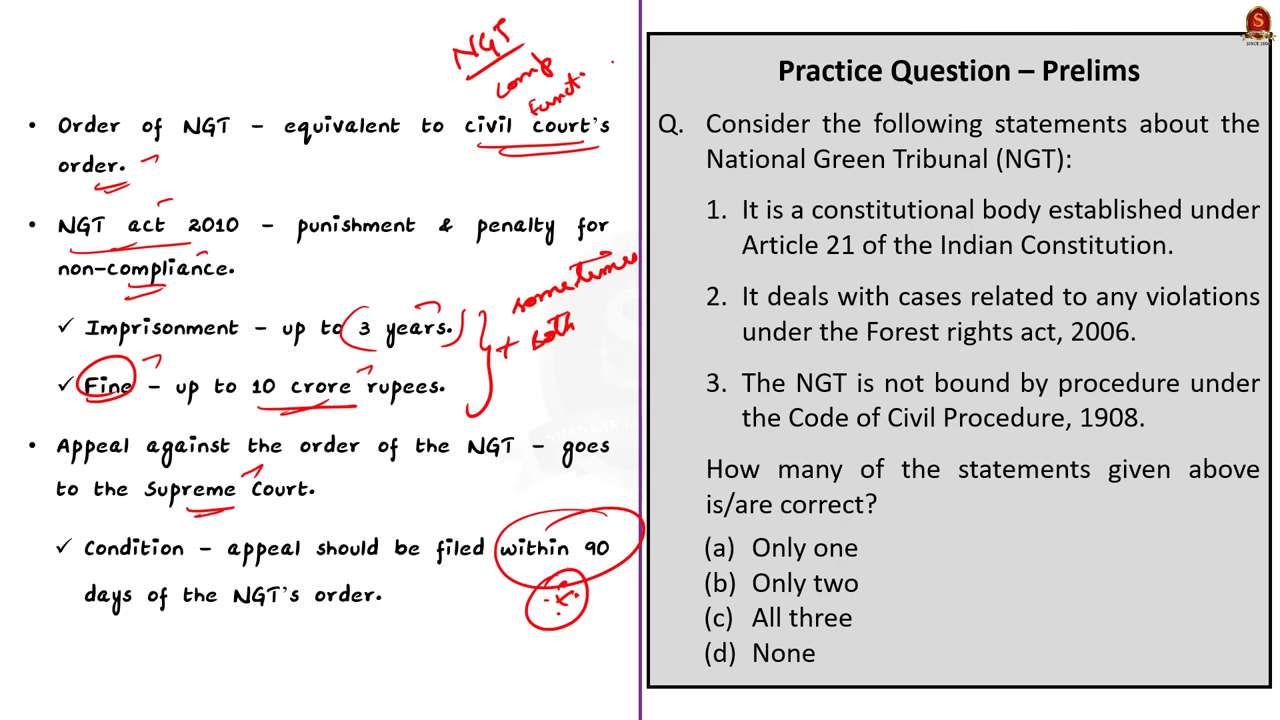 NGT
comp
Functi.
• Order of NGT – equivalent to civil court's
order.
• NGT act 2010 – punishment & penalty for
non-compliance.
✓ Imprisonment – up to 3 years.
sometimes
+ both
✓ Fine – up to 10 crore rupees.
• Appeal against the order of the NGT – goes
to the Supreme Court.
✓ Condition – appeal should be filed within 90
days of the NGT's order.
Practice Question – Prelims
Q. Consider the following statements about the
National Green Tribunal (NGT):
1. It is a constitutional body established under
Article 21 of the Indian Constitution.
2. It deals with cases related to any violations
under the Forest rights act, 2006.
3. The NGT is not bound by procedure under
the Code of Civil Procedure, 1908.
How many of the statements given above
is/are correct?
(a) Only one
(b) Only two
(c) All three
(d) None